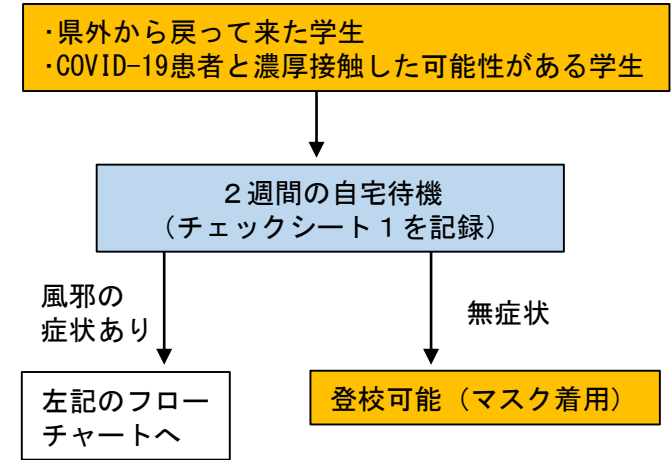 ･県外から戻って来た学生
･COVID-19患者と濃厚接触した可能性がある学生
２週間の自宅待機
（チェックシート１を記録）
風邪の
症状あり
無症状
左記のフロー
チャートへ
登校可能（マスク着用）